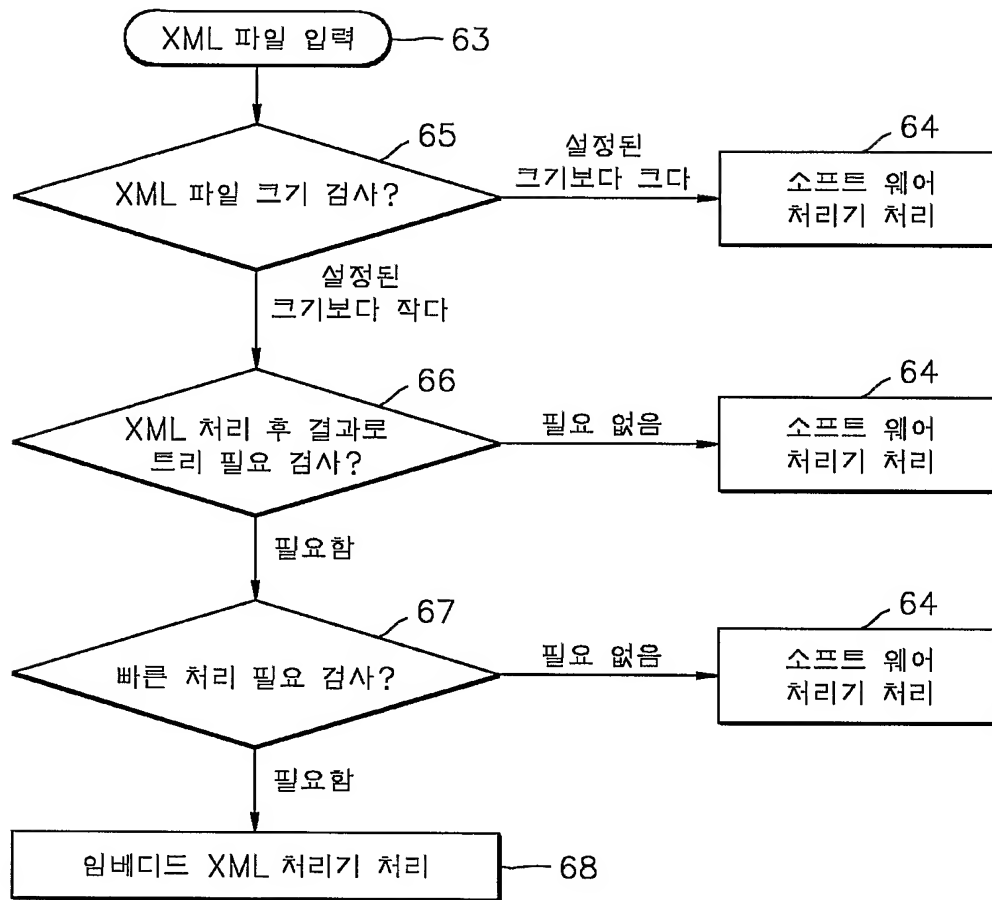 XML 파일 입력
63
65
XML 파일 크기 검사?
설정된
크기보다 크다
64
소프트 웨어
처리기 처리
설정된
크기보다 작다
66
XML 처리 후 결과로
트리 필요 검사?
필요 없음
64
소프트 웨어
처리기 처리
필요함
67
빠른 처리 필요 검사?
필요 없음
64
소프트 웨어
처리기 처리
필요함
임베디드 XML 처리기 처리
68